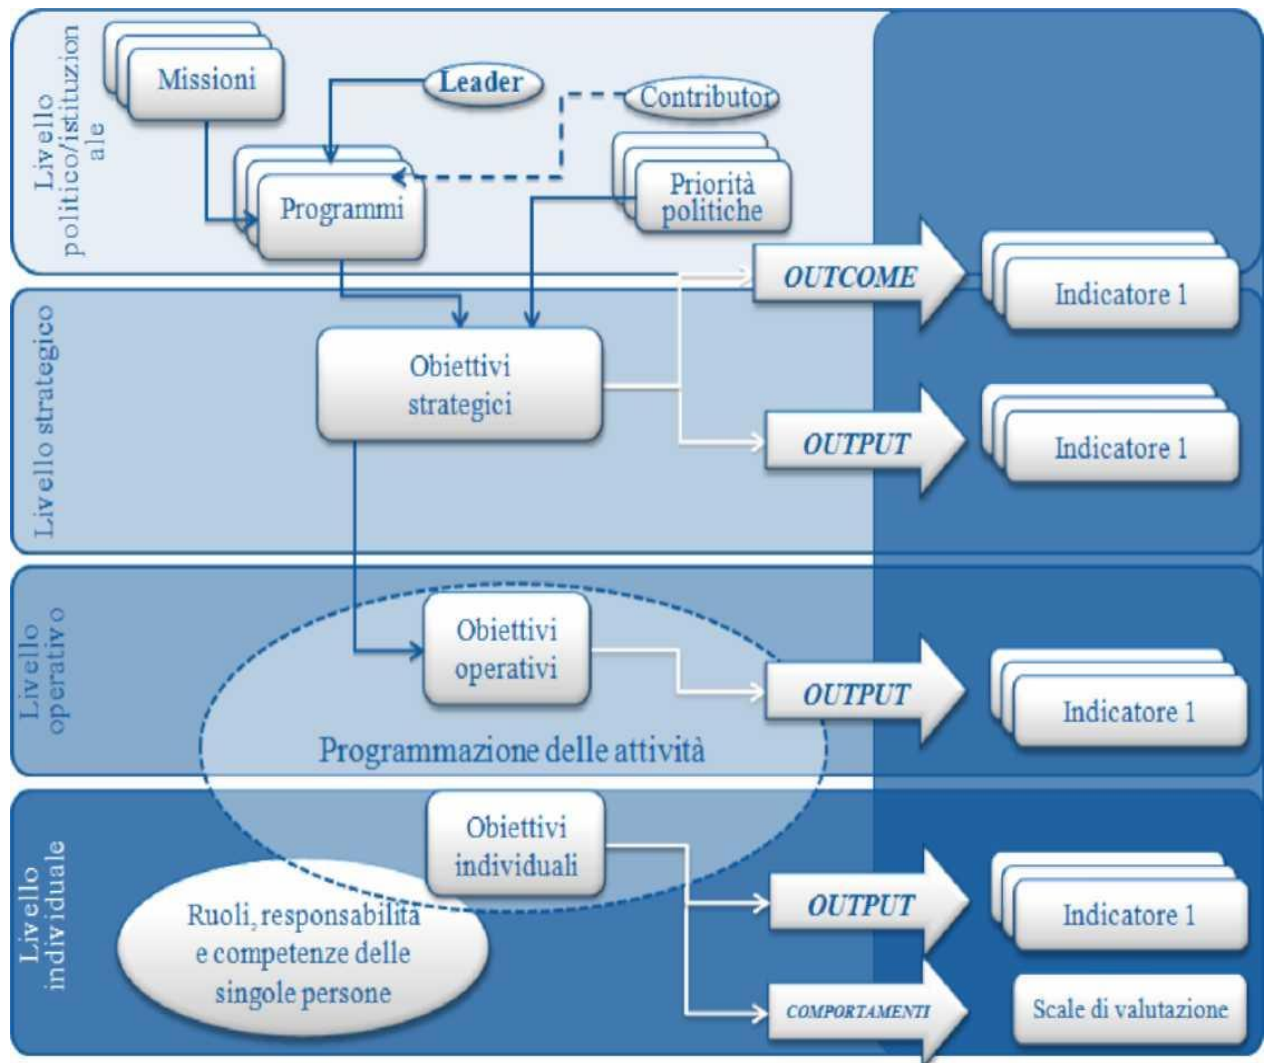 Livello
politico/istituzion
ale
Missioni
Leader
Contributor
Programmi
Priorità
politiche
OUTCOME
Indicatore 1
Livello strategico
Obiettivi
strategici
OUTPUT
Indicatore 1
Livello
operativo
Obiettivi
operativi
OUTPUT
Indicatore 1
Programmazione delle attività
Livello
individuale
Obiettivi
individuali
Ruoli, responsabilità
e competenze delle
singole persone
OUTPUT
Indicatore 1
COMPORTAMENTI
Scale di valutazione